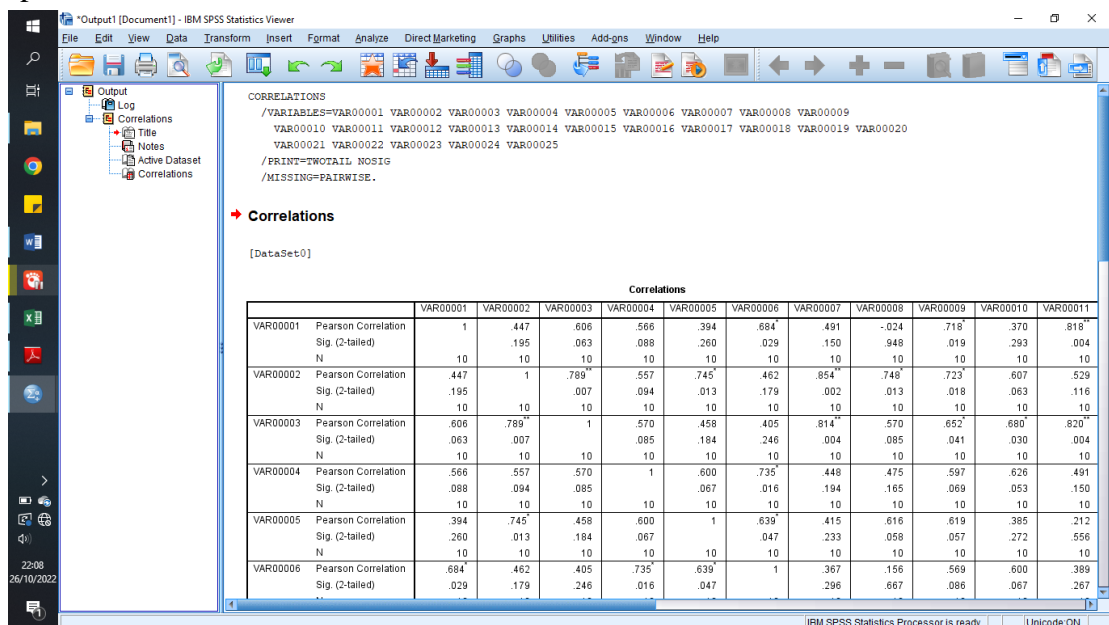 *Output1 [Document1] - IBM SPSS Statistics Viewer
File Edit View Data Transform Insert Format Analyze Direct Marketing Graphs Utilities Add-ons Window Help
Output
Log
Correlations
Title
Notes
Active Dataset
Correlations
CORRELATIONS
/VARIABLES=VAR00001 VAR00002 VAR00003 VAR00004 VAR00005 VAR00006 VAR00007 VAR00008 VAR00009
VAR00010 VAR00011 VAR00012 VAR00013 VAR00014 VAR00015 VAR00016 VAR00017 VAR00018 VAR00019 VAR00020
VAR00021 VAR00022 VAR00023 VAR00024 VAR00025
/PRINT=TWOTAIL NOSIG
/MISSING=PAIRWISE.
Correlations
[DataSet0]
Correlations
VAR00001 VAR00002 VAR00003 VAR00004 VAR00005 VAR00006 VAR00007 VAR00008 VAR00009 VAR00010 VAR00011
VAR00001 Pearson Correlation 1 .447 .606 .566 .394 .684* .491 -.024 .718* .370 .818**
Sig. (2-tailed) .195 .063 .088 .260 .029 .150 .948 .019 .293 .004
N 10 10 10 10 10 10 10 10 10 10 10
VAR00002 Pearson Correlation .447 1 .789** .557 .745* .462 .854** .748* .723* .607 .529
Sig. (2-tailed) .195 .007 .094 .013 .179 .002 .013 .018 .063 .116
N 10 10 10 10 10 10 10 10 10 10 10
VAR00003 Pearson Correlation .606 .789** 1 .570 .458 .405 .814** .570 .652* .680* .820**
Sig. (2-tailed) .063 .007 .085 .184 .246 .004 .085 .041 .030 .004
N 10 10 10 10 10 10 10 10 10 10 10
VAR00004 Pearson Correlation .566 .557 .570 1 .600 .735* .448 .475 .597 .626 .491
Sig. (2-tailed) .088 .094 .085 .067 .016 .194 .165 .069 .053 .150
N 10 10 10 10 10 10 10 10 10 10 10
VAR00005 Pearson Correlation .394 .745* .458 .600 1 .639* .415 .616 .619 .385 .212
Sig. (2-tailed) .260 .013 .184 .067 .047 .233 .058 .057 .272 .556
N 10 10 10 10 10 10 10 10 10 10 10
VAR00006 Pearson Correlation .684* .462 .405 .735* .639* 1 .367 .156 .569 .600 .389
Sig. (2-tailed) .029 .179 .246 .016 .047 .296 .667 .086 .067 .267
22:08
26/10/2022
IBM SPSS Statistics Processor is ready Unicode:ON